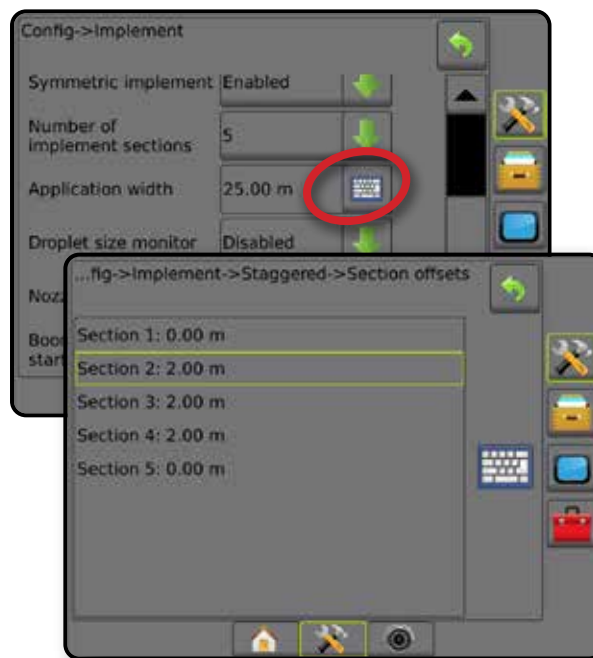 Config->Implement
Symmetric implement Enabled
Number of
implement sections 5
Application width 25.00 m
Droplet size monitor Disabled
...fig->Implement->Staggered->Section offsets
Section 1: 0.00 m
Section 2: 2.00 m
Section 3: 2.00 m
Section 4: 2.00 m
Section 5: 0.00 m